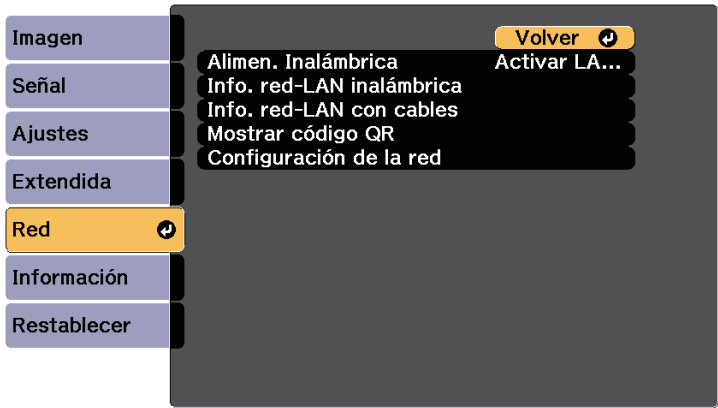 Imagen
Señal
Ajustes
Extendida
Red
Información
Restablecer
Volver
Alimen. Inalámbrica Activar LA...
Info. red-LAN inalámbrica
Info. red-LAN con cables
Mostrar código QR
Configuración de la red